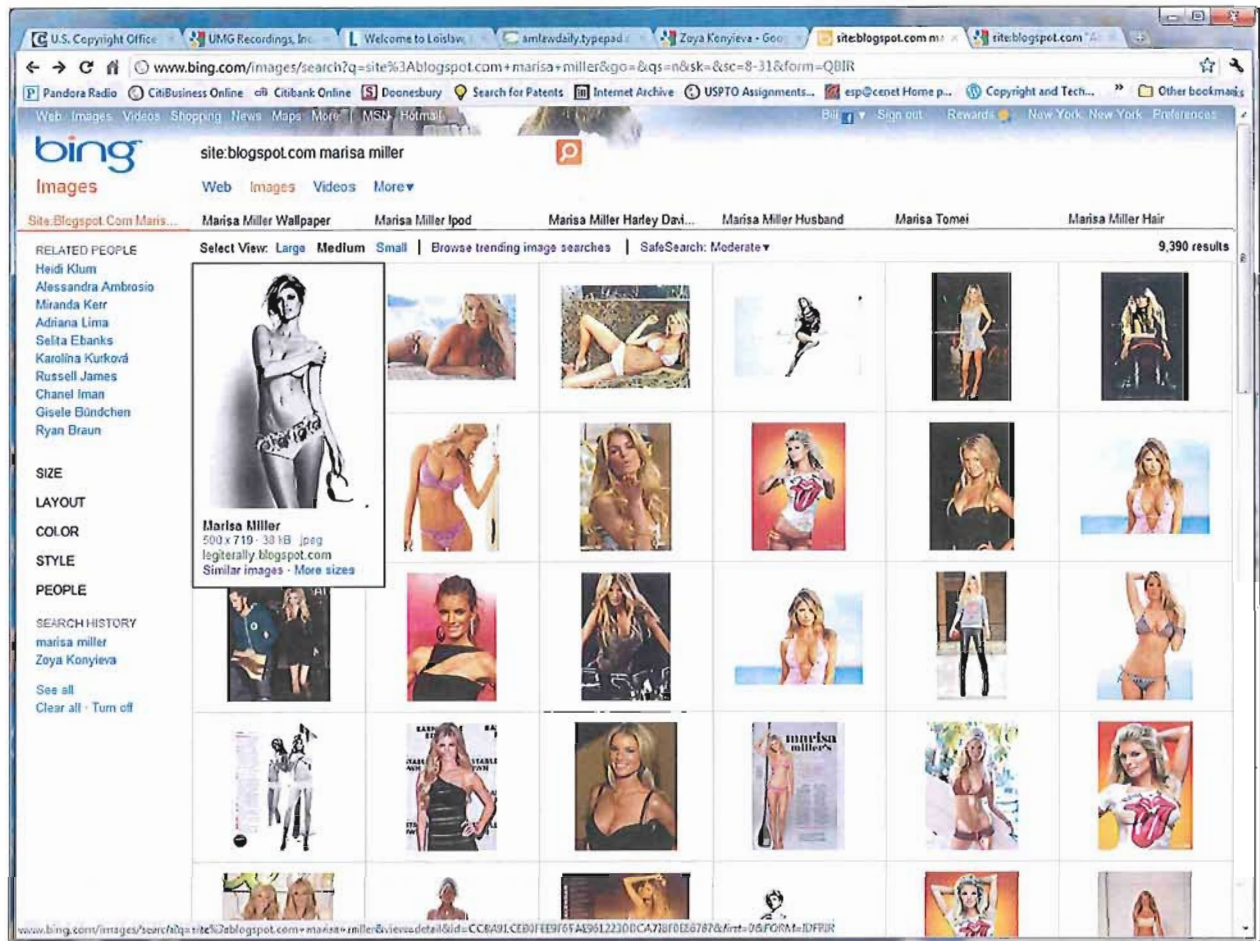 U.S. Copyright Office
UMG Recordings, Inc
Welcome to Loislaw,
amlawdaily.typepad.c
Zoya Konyieva - Goo
site:blogspot.com ma
site:blogspot.com "A
www.bing.com/images/search?q=site%3Ablogspot.com+marisa+miller&go=&qs=n&sk=&sc=8-31&form=QBIR
Pandora Radio CitiBusiness Online citi Citibank Online Doonesbury Search for Patents Internet Archive USPTO Assignments... esp@cenet Home p... Copyright and Tech... » Other bookmarks
Web Images Videos Shopping News Maps More | MSN Hotmail
Bill Sign out Rewards New York, New York Preferences
bing
site:blogspot.com marisa miller
Images
Web Images Videos More▾
Site:Blogspot.Com Maris... Marisa Miller Wallpaper Marisa Miller Ipod Marisa Miller Harley Davi... Marisa Miller Husband Marisa Tomei Marisa Miller Hair
Select View: Large Medium Small | Browse trending image searches | SafeSearch: Moderate▾ 9,390 results
RELATED PEOPLE
Heidi Klum
Alessandra Ambrosio
Miranda Kerr
Adriana Lima
Selita Ebanks
Karolína Kurková
Russell James
Chanel Iman
Gisele Bündchen
Ryan Braun
SIZE
LAYOUT
COLOR
STYLE
PEOPLE
SEARCH HISTORY
marisa miller
Zoya Konyieva
See all
Clear all · Turn off
Marisa Miller
500 x 719 · 38 kB · jpeg
legiterally.blogspot.com
Similar images · More sizes
marisa
miller's